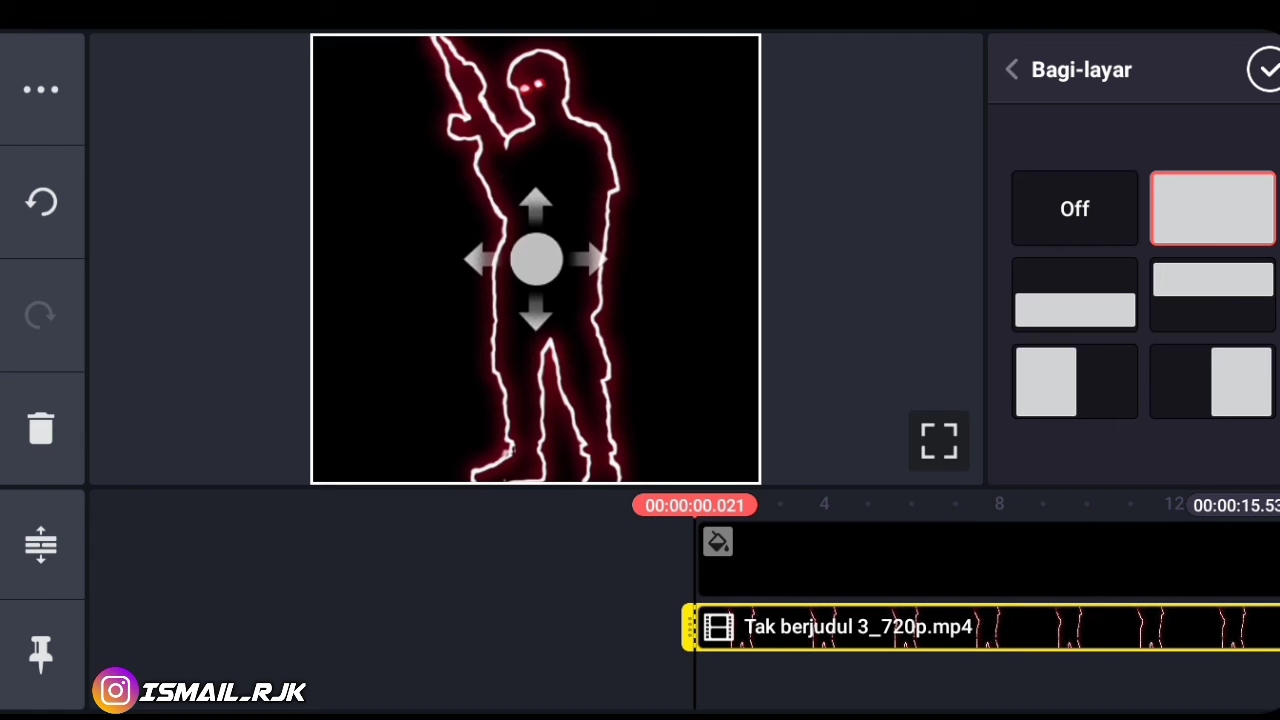 Bagi-layar
Off
00:00:00.021
4
8
12
00:00:15.53
Tak berjudul 3_720p.mp4
ISMAIL_RJK